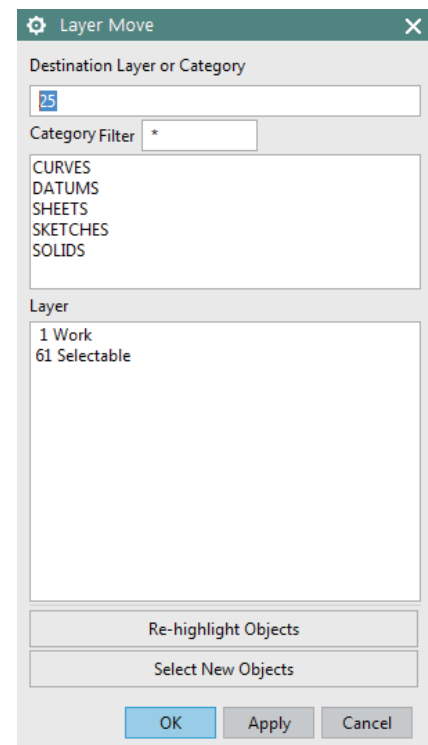 Layer Move
Destination Layer or Category
25
Category Filter *
CURVES
DATUMS
SHEETS
SKETCHES
SOLIDS
Layer
1 Work
61 Selectable
Re-highlight Objects
Select New Objects
OK Apply Cancel